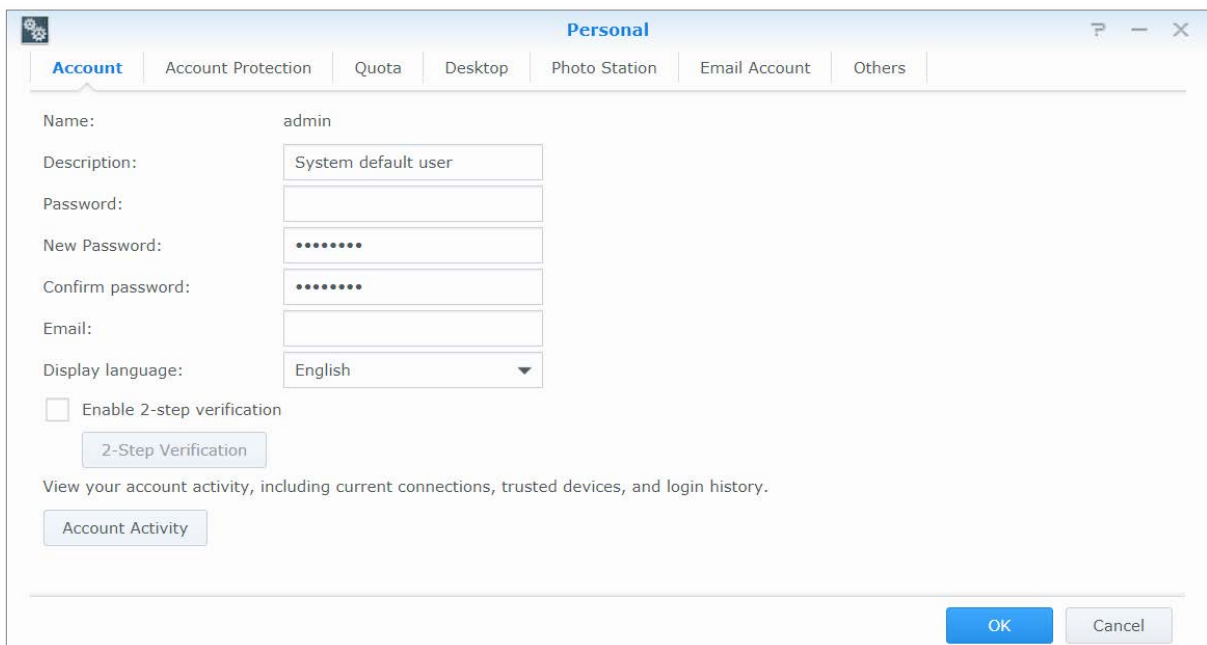 Personal
Account Account Protection Quota Desktop Photo Station Email Account Others
Name: admin
Description: System default user
Password:
New Password: ••••••••
Confirm password: ••••••••
Email:
Display language: English
Enable 2-step verification
2-Step Verification
View your account activity, including current connections, trusted devices, and login history.
Account Activity
OK Cancel